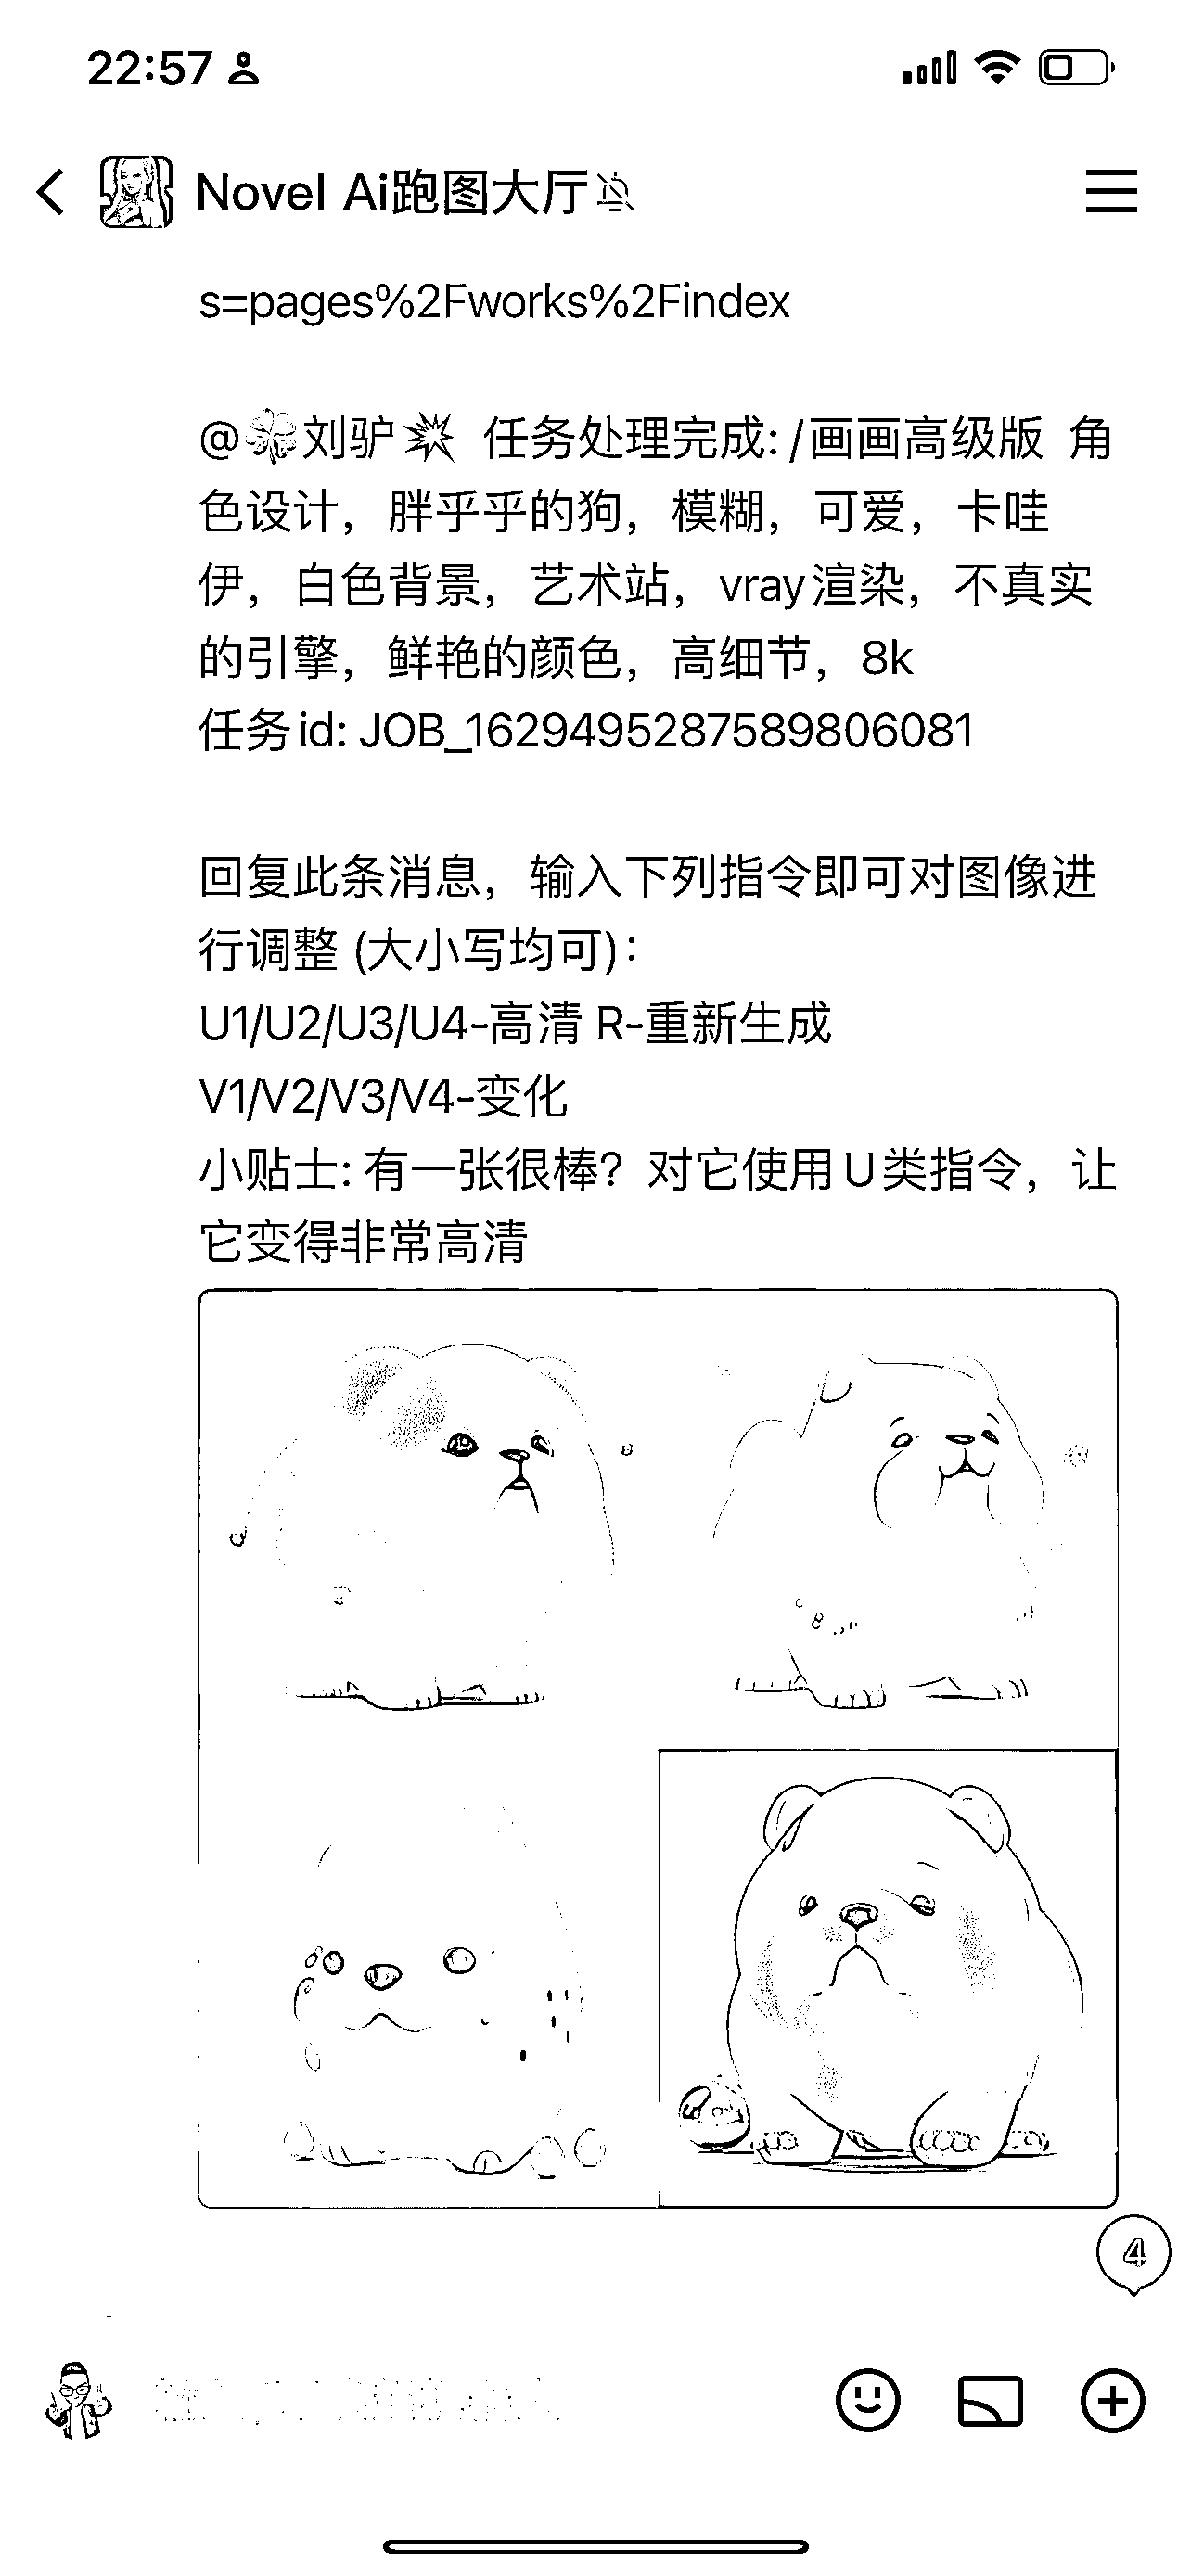 22:57
Novel Ai跑图大厅
s=pages%2Fworks%2Findex
@🍀刘驴💥 任务处理完成: /画画高级版 角
色设计，胖乎乎的狗，模糊，可爱，卡哇
伊，白色背景，艺术站，vray渲染，不真实
的引擎，鲜艳的颜色，高细节，8k
任务id: JOB_1629495287589806081
回复此条消息，输入下列指令即可对图像进
行调整 (大小写均可)：
U1/U2/U3/U4-高清 R-重新生成
V1/V2/V3/V4-变化
小贴士: 有一张很棒？对它使用U类指令，让
它变得非常高清
4